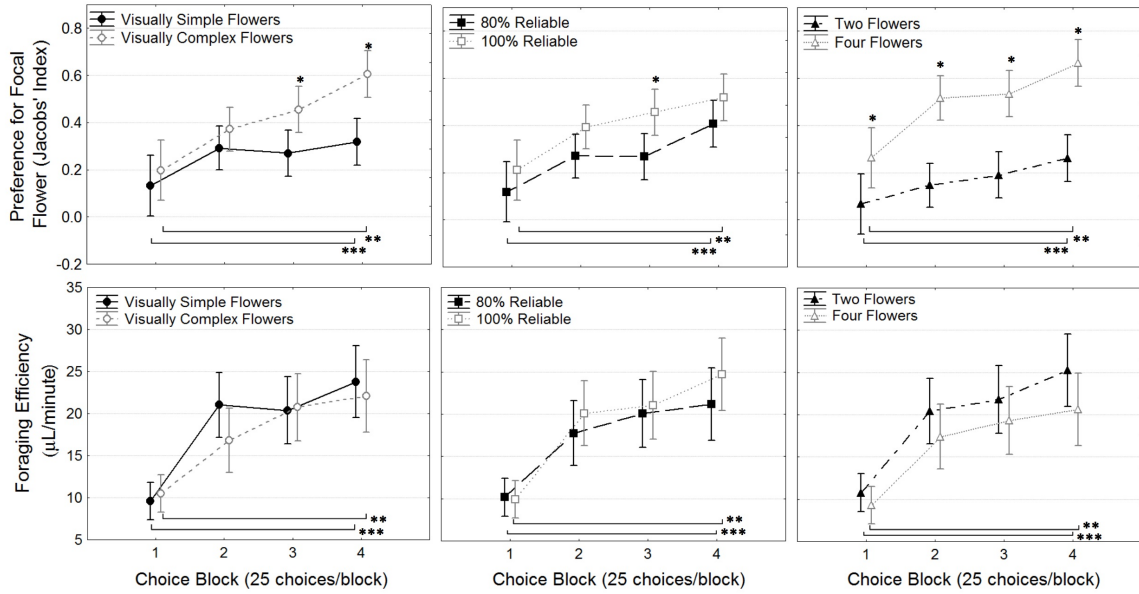 Preference for Focal
Flower (Jacobs' Index)
0.8
0.6
0.4
0.2
0.0
-0.2
Visually Simple Flowers
Visually Complex Flowers
*
*
**
***
80% Reliable
100% Reliable
*
**
***
Two Flowers
Four Flowers
*
*
*
*
**
***
Foraging Efficiency
(µL/minute)
35
30
25
20
15
10
5
Visually Simple Flowers
Visually Complex Flowers
**
***
80% Reliable
100% Reliable
**
***
Two Flowers
Four Flowers
**
***
1 2 3 4
1 2 3 4
1 2 3 4
Choice Block (25 choices/block)
Choice Block (25 choices/block)
Choice Block (25 choices/block)